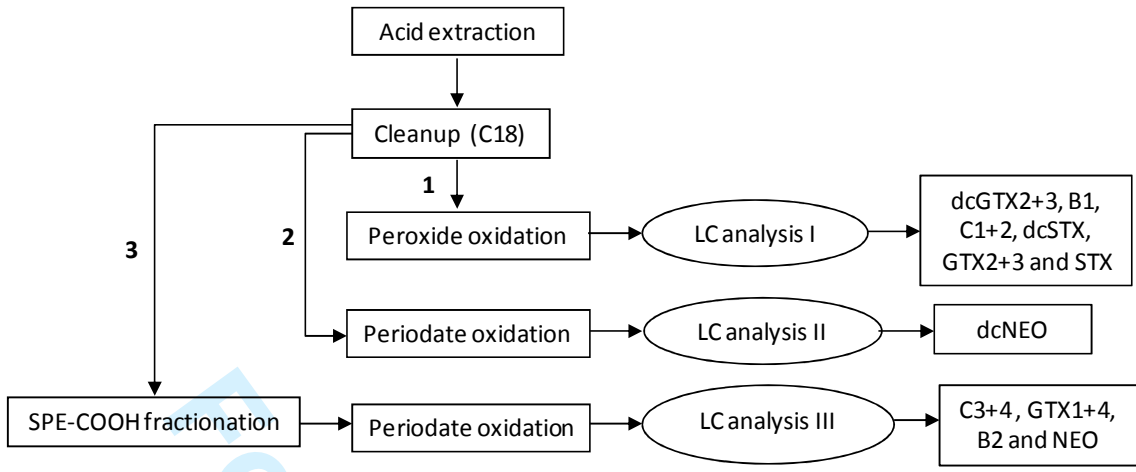 Acid extraction
Cleanup (C18)
1
2
3
Peroxide oxidation
LC analysis I
dcGTX2+3, B1,
C1+2, dcSTX,
GTX2+3 and STX
Periodate oxidation
LC analysis II
dcNEO
SPE-COOH fractionation
Periodate oxidation
LC analysis III
C3+4 , GTX1+4,
B2 and NEO